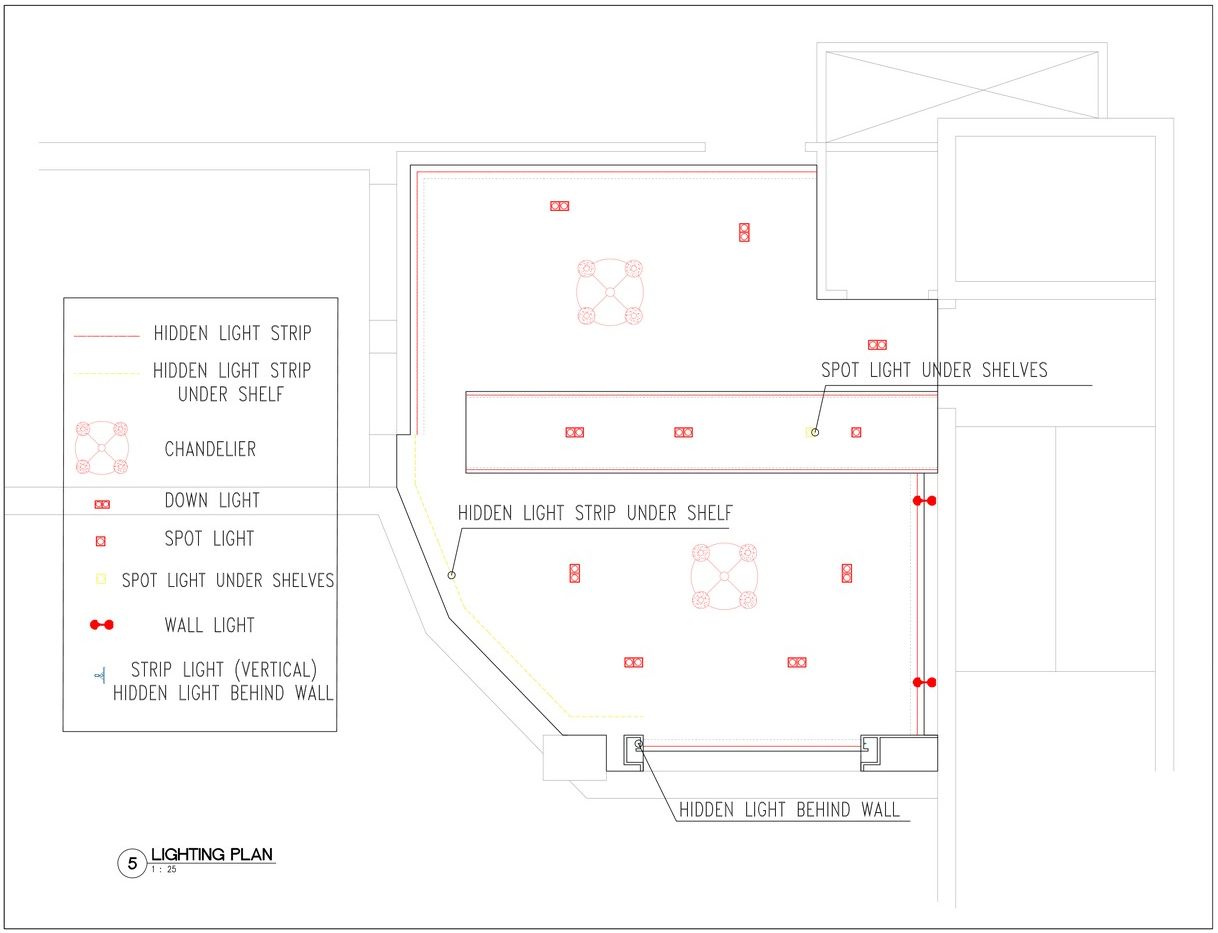 HIDDEN LIGHT STRIP
HIDDEN LIGHT STRIP
UNDER SHELF
CHANDELIER
DOWN LIGHT
SPOT LIGHT
SPOT LIGHT UNDER SHELVES
WALL LIGHT
STRIP LIGHT (VERTICAL)
HIDDEN LIGHT BEHIND WALL
SPOT LIGHT UNDER SHELVES
HIDDEN LIGHT STRIP UNDER SHELF
HIDDEN LIGHT BEHIND WALL
5 LIGHTING PLAN
1 : 25